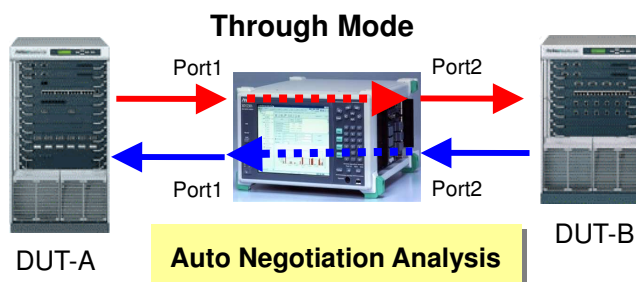 Through Mode
Port1
Port2
Port1
Port2
DUT-A
DUT-B
Auto Negotiation Analysis